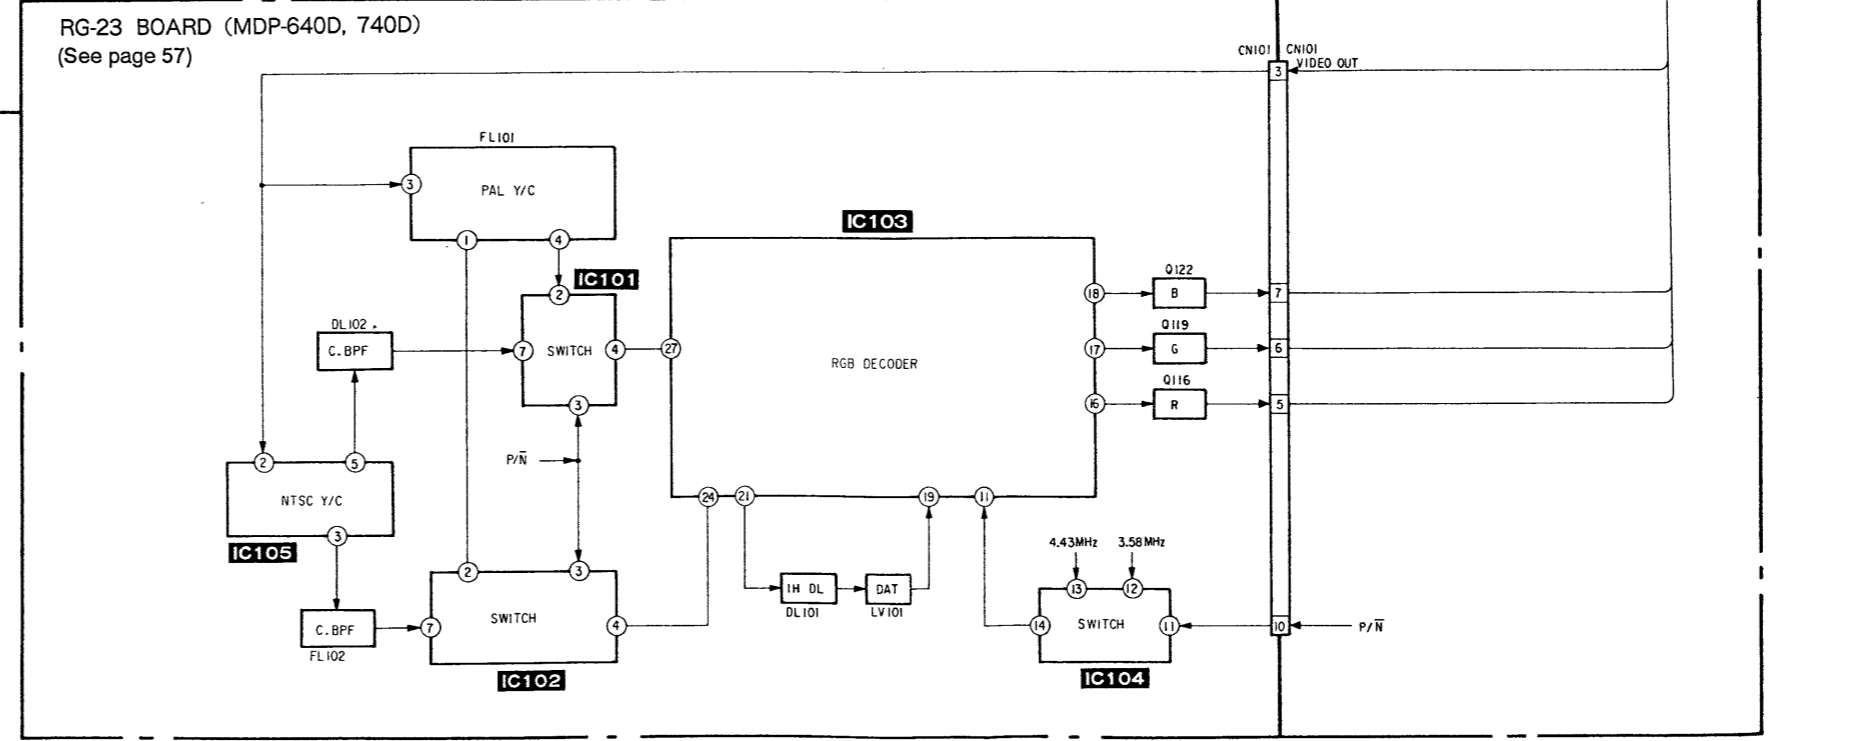 RG-23 BOARD (MDP-640D, 740D)
(See page 57)
CN101 CN101
3 VIDEO OUT
FL101
3 PAL Y/C
1 4
IC103
IC101
2
Q122
18 B 7
DL102
C.BPF
7 SWITCH 4 27
RGB DECODER
Q119
17 G 6
Q116
16 R 5
3
P/N̅
2 5
NTSC Y/C
3
IC105
24 21 19 11
4.43MHz 3.58MHz
2 3
1H DL DAT
DL101 LV101
13 12
C.BPF
FL102
7 SWITCH 4
14 SWITCH 11
10 P/N̅
IC102
IC104